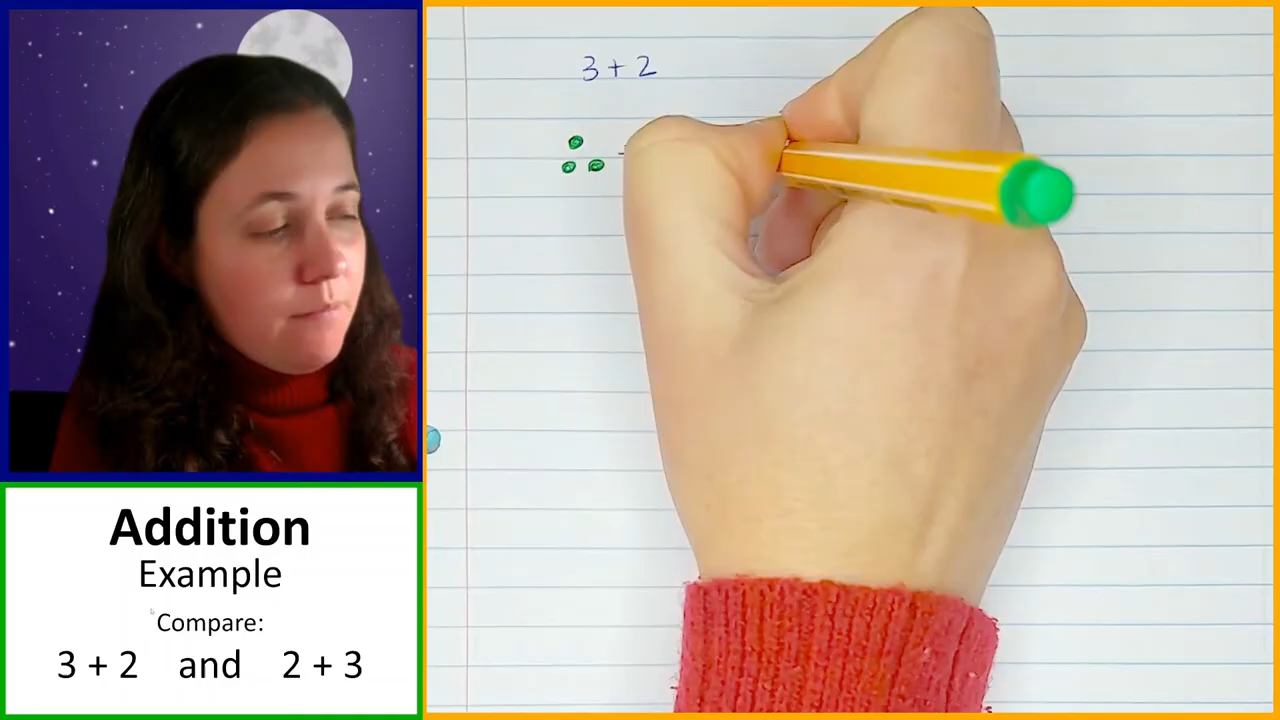 3 + 2
Addition
Example
Compare:
3 + 2 and 2 + 3